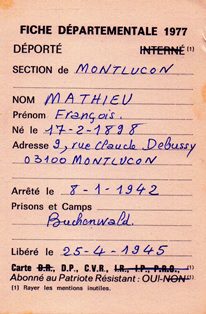 FICHE DÉPARTEMENTALE 1977
DÉPORTÉ INTERNÉ (1)
SECTION de MONTLUCON
NOM MATHIEU
Prénom François.
Né le 17-2-1898
Adresse 9, rue Claude Debussy
03100 MONTLUCON
Arrêté le 8-1-1942
Prisons et Camps
Buchenwald.
Libéré le 25-4-1945
Carte D.R., D.P., C.V.R., I.R., I.P., P.R.O., (1)
Abonné au Patriote Résistant : OUI-NON (1)
(1) Rayer les mentions inutiles.